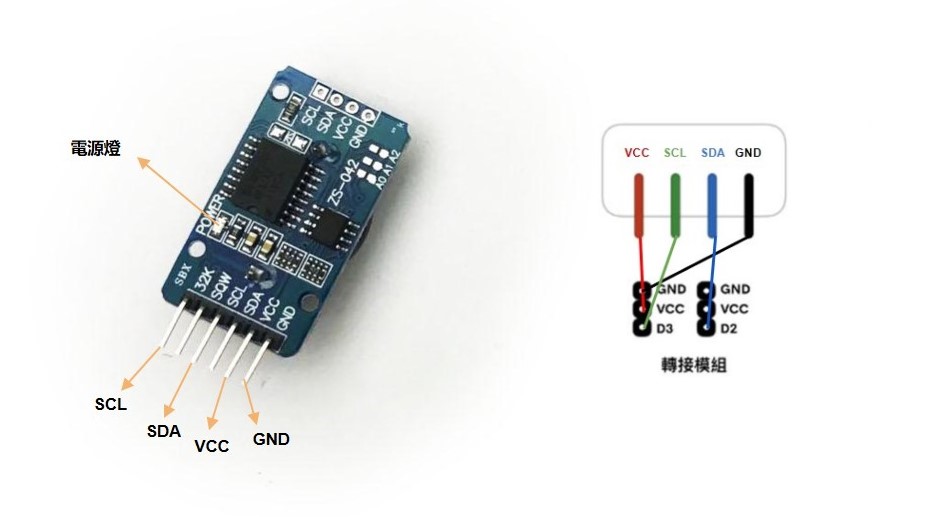 電源燈
SCL
SDA
VCC
GND
A0 A1 A2
ZS-042
POWER
SBX
32K
SQW
SCL
SDA
VCC
GND
SCL
SDA
VCC
GND
VCC SCL SDA GND
GND GND
VCC VCC
D3 D2
轉接模組